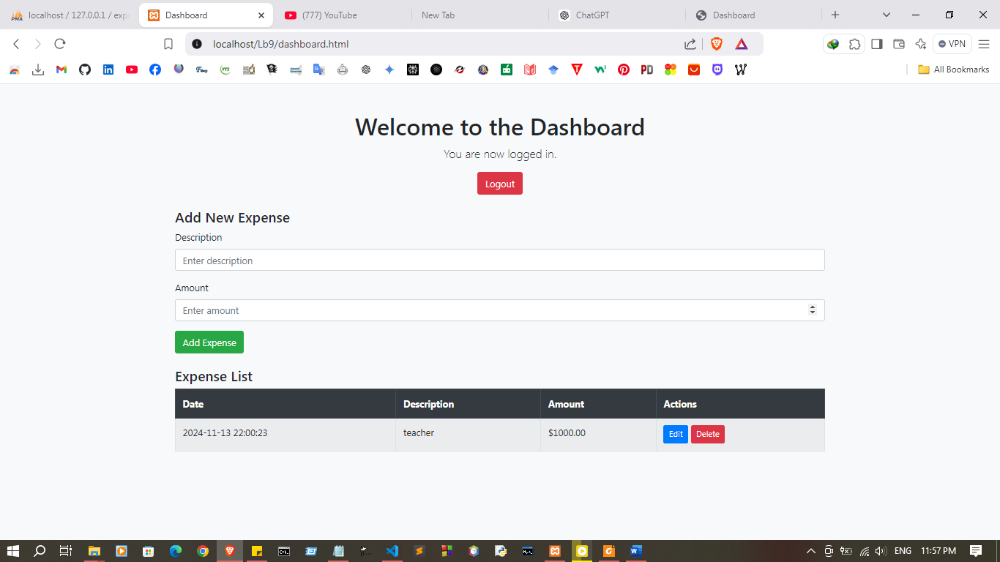 localhost / 127.0.0.1 / exp
Dashboard
(777) YouTube
New Tab
ChatGPT
Dashboard
localhost/Lb9/dashboard.html
VPN
All Bookmarks
Welcome to the Dashboard
You are now logged in.
Logout
Add New Expense
Description
Enter description
Amount
Enter amount
Add Expense
Expense List
Date Description Amount Actions
2024-11-13 22:00:23 teacher $1000.00 Edit Delete
ENG 11:57 PM